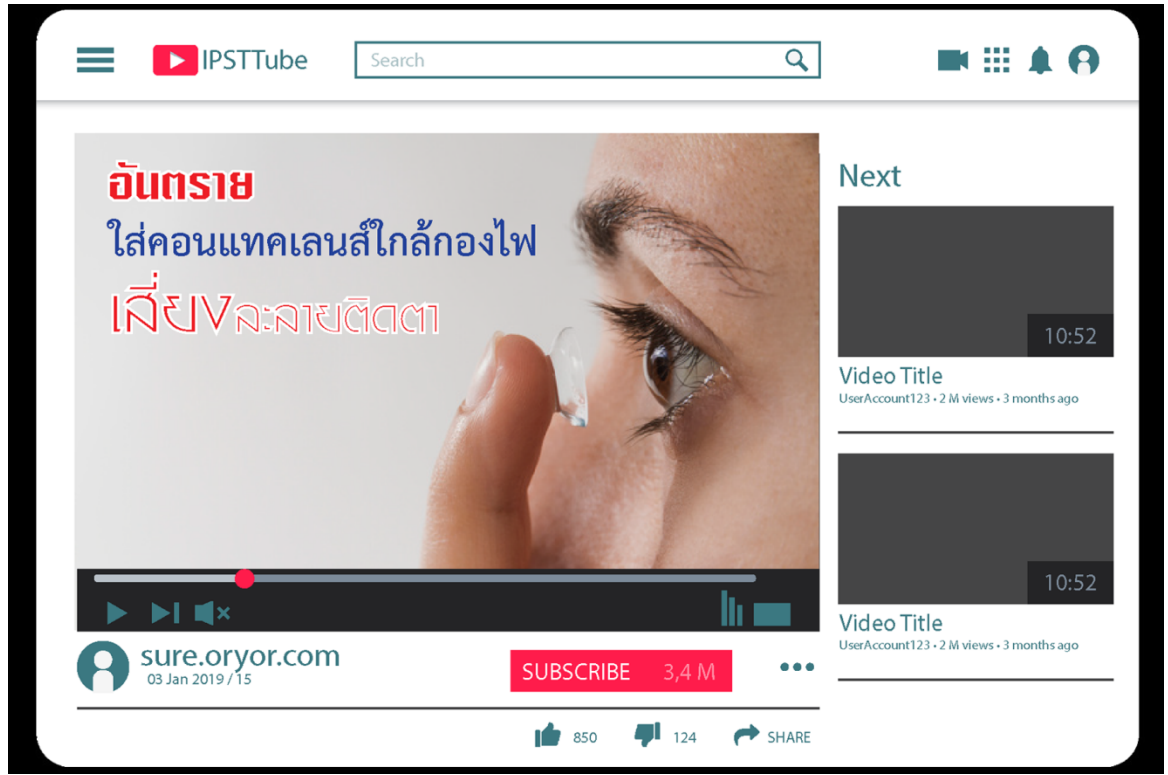 IPSTTube
Search
อันตราย
ใส่คอนแทคเลนส์ใกล้กองไฟ
เสี่ยงละลายติดตา
sure.oryor.com
03 Jan 2019 / 15
SUBSCRIBE 3,4 M
850
124
SHARE
Next
10:52
Video Title
UserAccount123 • 2 M views • 3 months ago
10:52
Video Title
UserAccount123 • 2 M views • 3 months ago